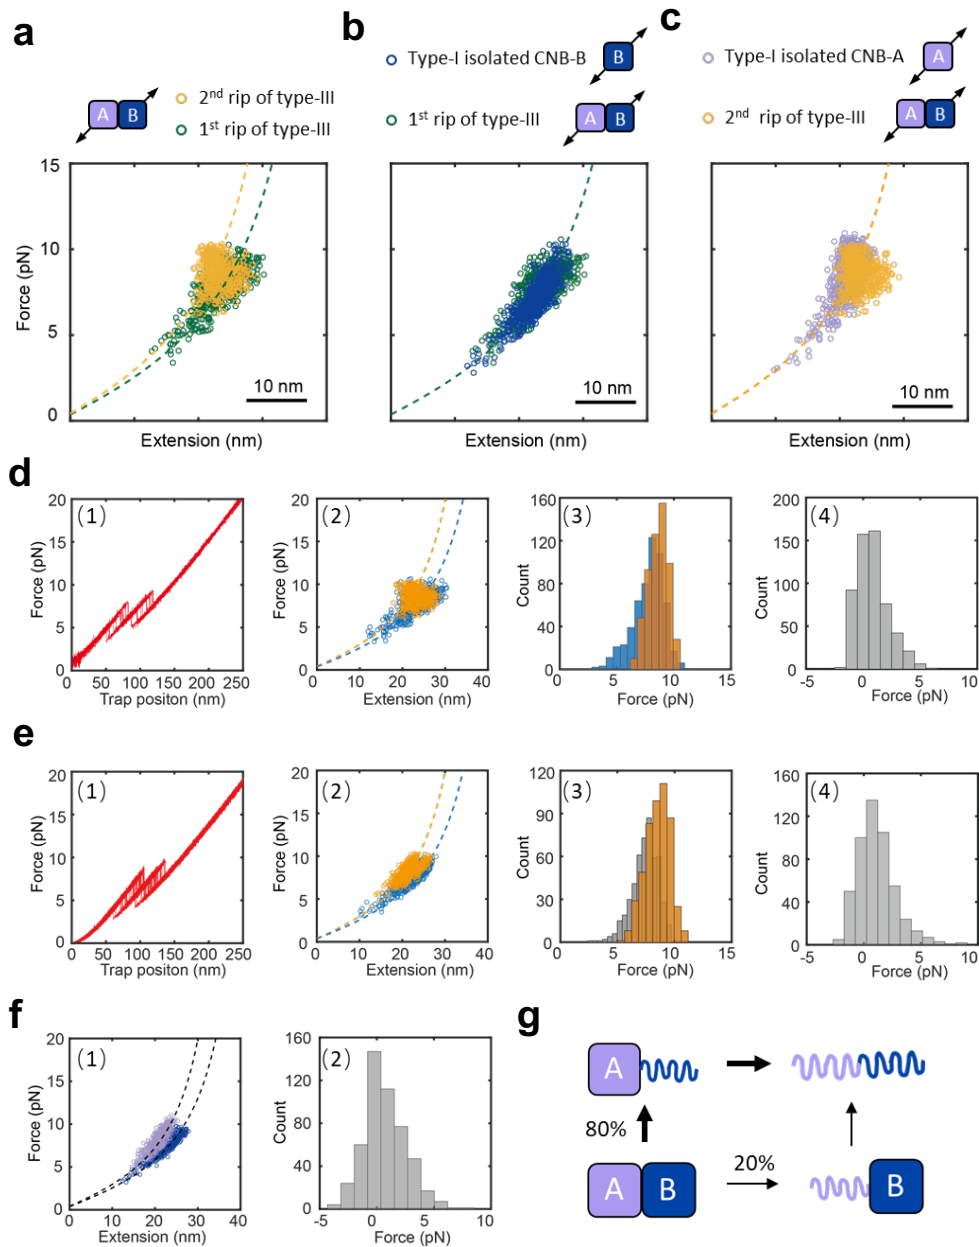 a
b
c
A B
2nd rip of type-III
1st rip of type-III
Type-I isolated CNB-B
B
1st rip of type-III
A B
Type-I isolated CNB-A
A
2nd rip of type-III
A B
15
10
5
0
Force (pN)
10 nm
Extension (nm)
10 nm
Extension (nm)
10 nm
Extension (nm)
d
(1)
20
15
10
5
0
Force (pN)
0 50 100 150 200 250
Trap positon (nm)
(2)
20
15
10
5
0
Force (pN)
0 10 20 30 40
Extension (nm)
(3)
160
120
80
40
0
Count
0 5 10 15
Force (pN)
(4)
200
150
100
50
0
Count
-5 0 5 10
Force (pN)
e
(1)
20
15
10
5
0
Force (pN)
0 50 100 150 200 250
Trap positon (nm)
(2)
20
15
10
5
0
Force (pN)
0 10 20 30 40
Extension (nm)
(3)
120
90
60
30
0
Count
0 5 10 15
Force (pN)
(4)
160
120
80
40
0
Count
-5 0 5 10
Force (pN)
f
(1)
20
15
10
5
0
Force (pN)
0 10 20 30 40
Extension (nm)
(2)
160
120
80
40
0
Count
-5 0 5 10
Force (pN)
g
A
80%
20%
A B
B